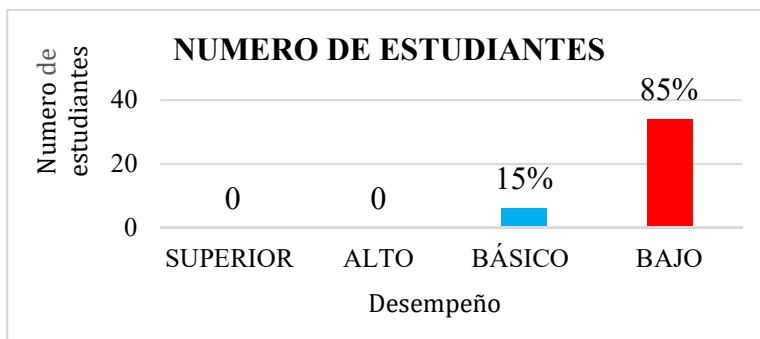 NUMERO DE ESTUDIANTES
Numero de
estudiantes
40
20
0
0
0
15%
85%
SUPERIOR
ALTO
BÁSICO
BAJO
Desempeño